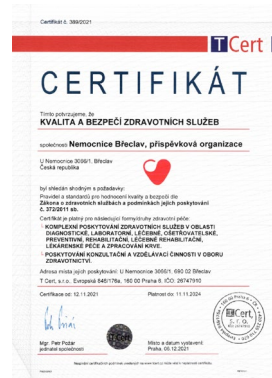 Certifikát č. 389/2021
TCert
CERTIFIKÁT
Tímto potvrzujeme, že
KVALITA A BEZPEČÍ ZDRAVOTNÍCH SLUŽEB
společnosti Nemocnice Břeclav, příspěvková organizace
U Nemocnice 3066/1, Břeclav
Česká republika
byl shledán shodným s požadavky:
Pravidel a standardů pro hodnocení kvality a bezpečí dle
Zákona o zdravotních službách a podmínkách jejich poskytování
č. 372/2011 sb.
Certifikát je platný pro následující formy/druhy zdravotní péče:
KOMPLEXNÍ POSKYTOVÁNÍ ZDRAVOTNÍCH SLUŽEB V OBLASTI
DIAGNOSTICKÉ, LABORATORNÍ, LÉČEBNÉ, OŠETŘOVATELSKÉ,
PREVENTIVNÍ, REHABILITAČNÍ, LÉČEBNÉ REHABILITAČNÍ,
LÉKÁRENSKÉ PÉČE A ZPRACOVÁNÍ KRVE.
POSKYTOVÁNÍ KONZULTAČNÍ A VZDĚLÁVACÍ ČINNOSTI V OBORU
ZDRAVOTNICTVÍ.
Adresa místa jejich poskytování: U Nemocnice 3066/1, 690 02 Břeclav
T Cert, s.r.o. Evropská 846/176a, 160 00 Praha 6, IČO: 26747910
Certifikace od: 12.11.2021 Platnost do: 11.11.2024
TCert
s. r. o.
Mgr. Petr Požár
jednatel společnosti
Místo a datum vystavení:
Praha, 06.12.2021